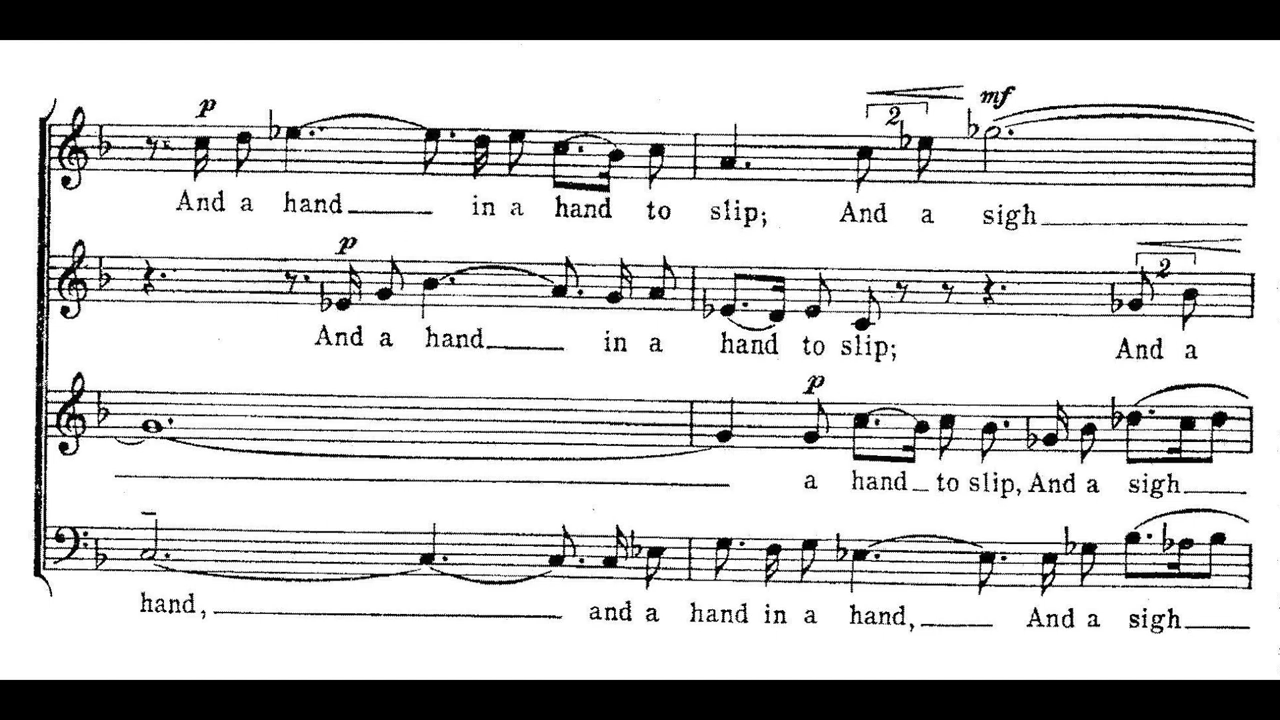 p
2
mf
And a hand in a hand to slip; And a sigh
p
2
And a hand in a hand to slip; And a
p
a hand to slip, And a sigh
hand, and a hand in a hand, And a sigh